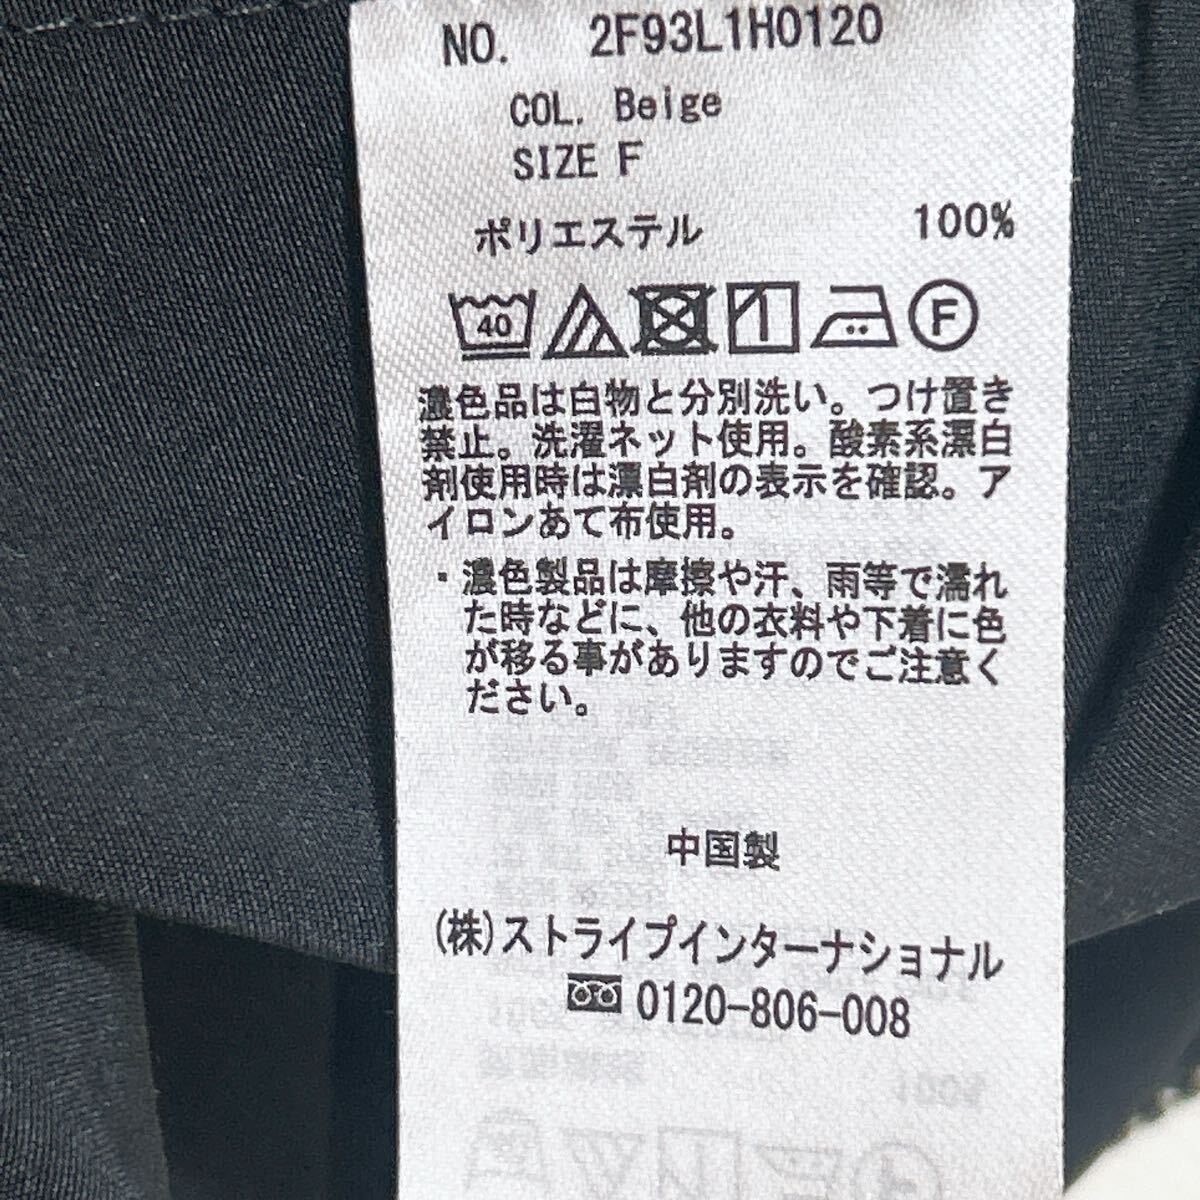 NO. 2F93L1H0120
COL. Beige
SIZE F
ポリエステル 100%
40 F
濃色品は白物と分別洗い。つけ置き
禁止。洗濯ネット使用。酸素系漂白
剤使用時は漂白剤の表示を確認。ア
イロンあて布使用。
・濃色製品は摩擦や汗、雨等で濡れ
た時などに、他の衣料や下着に色
が移る事がありますのでご注意く
ださい。
中国製
(株)ストライプインターナショナル
0120-806-008